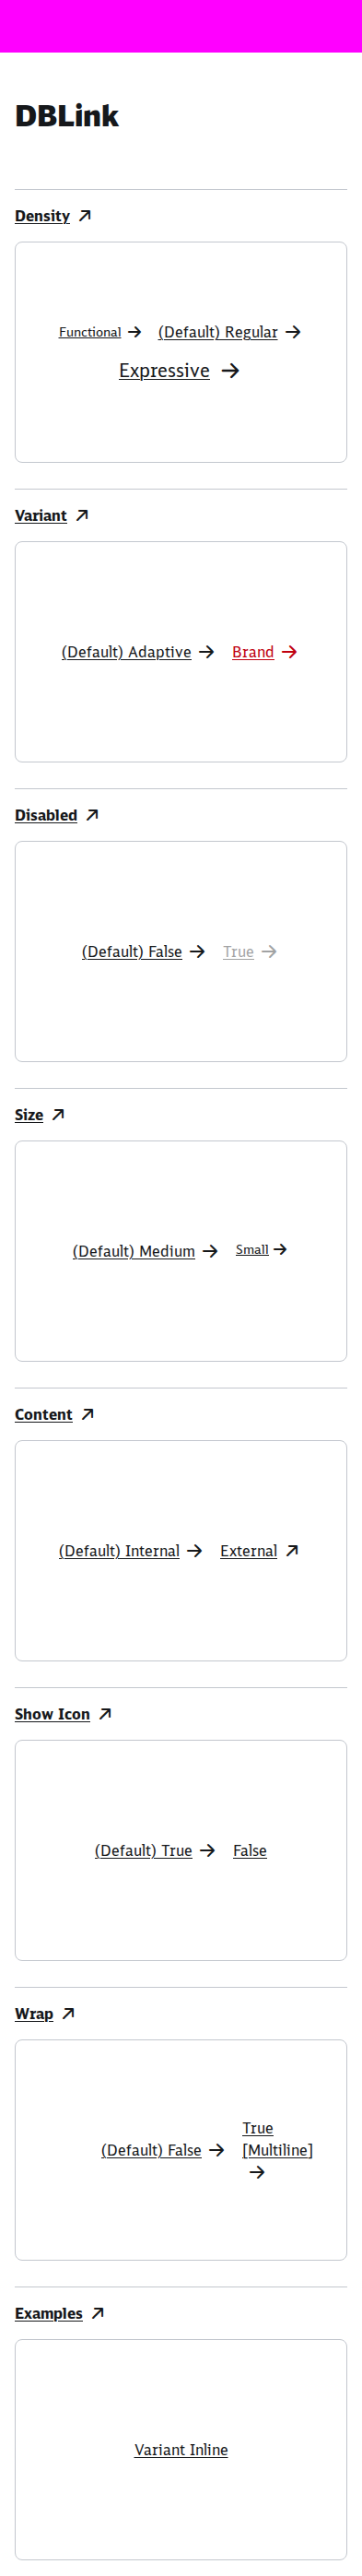 DBLink
Density
Functional (Default) Regular
Expressive
Variant
(Default) Adaptive Brand
Disabled
(Default) False True
Size
(Default) Medium Small
Content
(Default) Internal External
Show Icon
(Default) True False
Wrap
True
(Default) False [Multiline]
Examples
Variant Inline